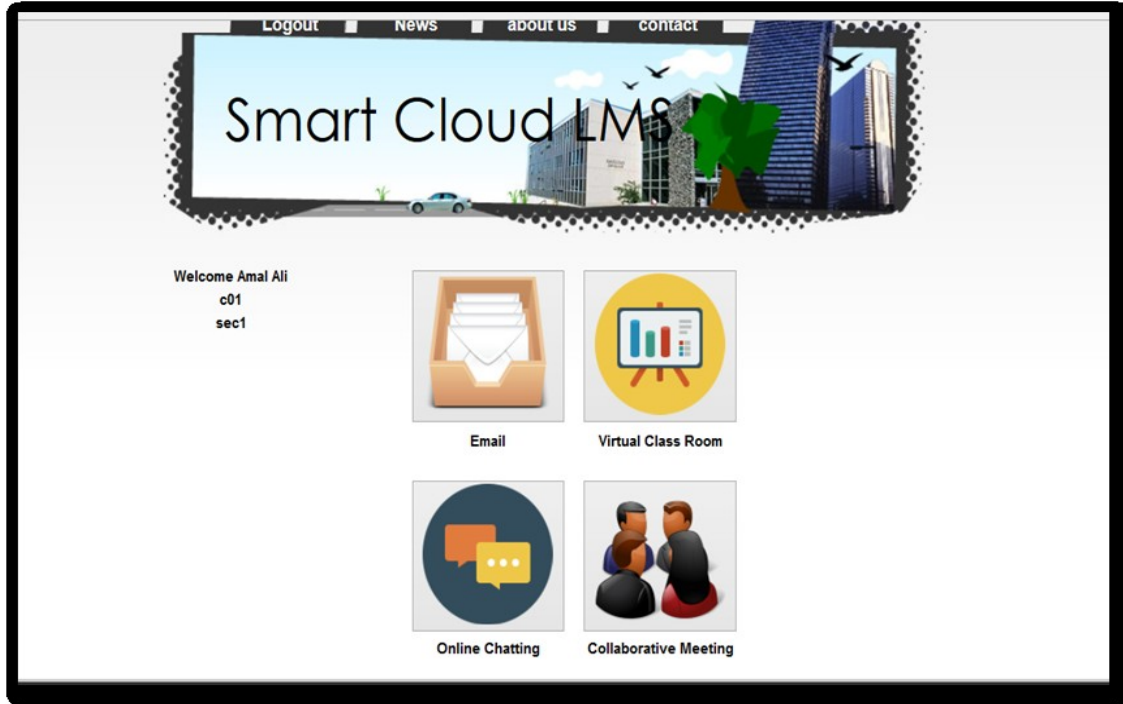 Logout News about us contact
Smart Cloud LMS
Welcome Amal Ali
c01
sec1
Email Virtual Class Room
Online Chatting Collaborative Meeting